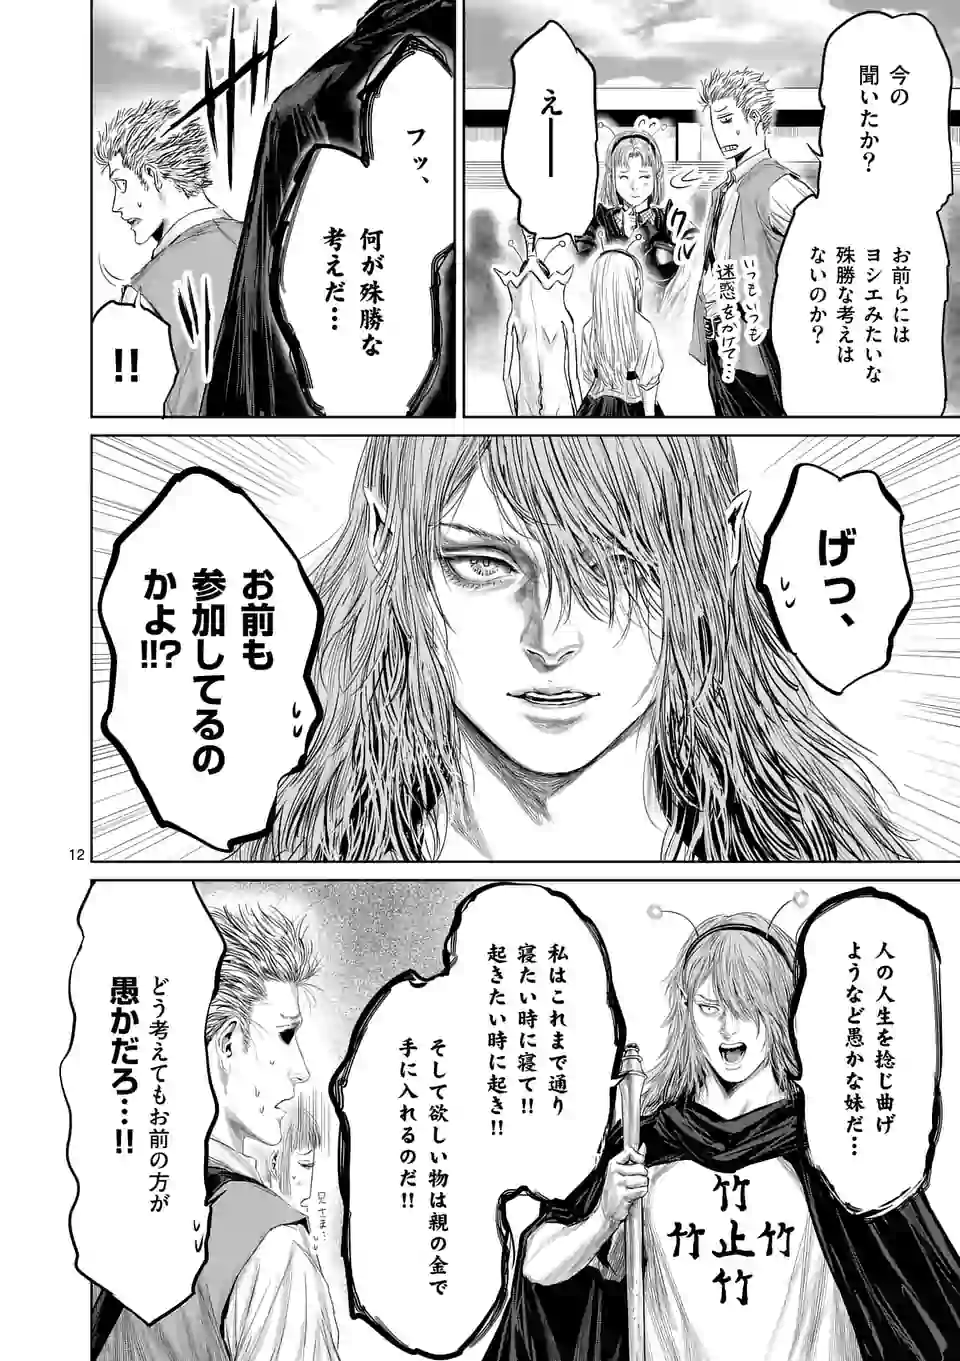 今の
聞いたか？
お前らには
ヨシエみたいな
殊勝な考えは
ないのか？
えー
いつもいつも
迷惑をかけて…
フッ、
何が殊勝な
考えだ…
!!
げっ、
お前も
参加してるの
かよ!!?
12
人の人生を捻じ曲げ
ようなど愚かな妹だ…
私はこれまで通り
寝たい時に寝て!!
起きたい時に起き!!
そして欲しい物は親の金で
手に入れるのだ!!
竹
竹止竹
竹
兄さま…
どう考えてもお前の方が
愚かだろ…!!